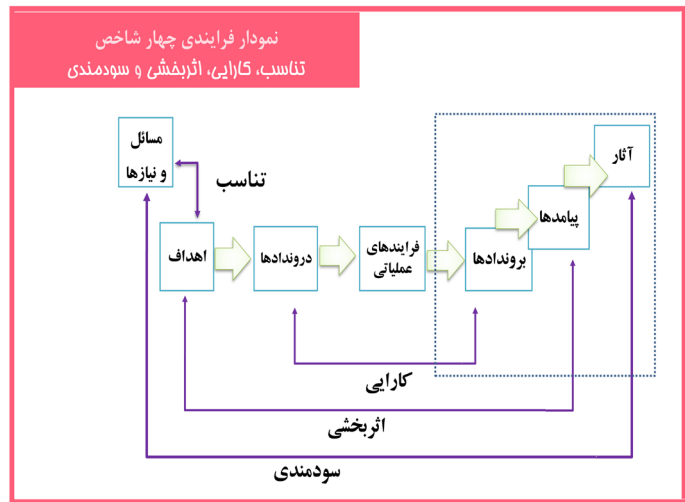 نمودار فرایندی چهار شاخص
تناسب، کارایی، اثربخشی و سودمندی
مسائل
و نیازها
تناسب
آثار
پیامدها
اهداف
دروندادها
فرایندهای
عملیاتی
بروندادها
کارایی
اثربخشی
سودمندی